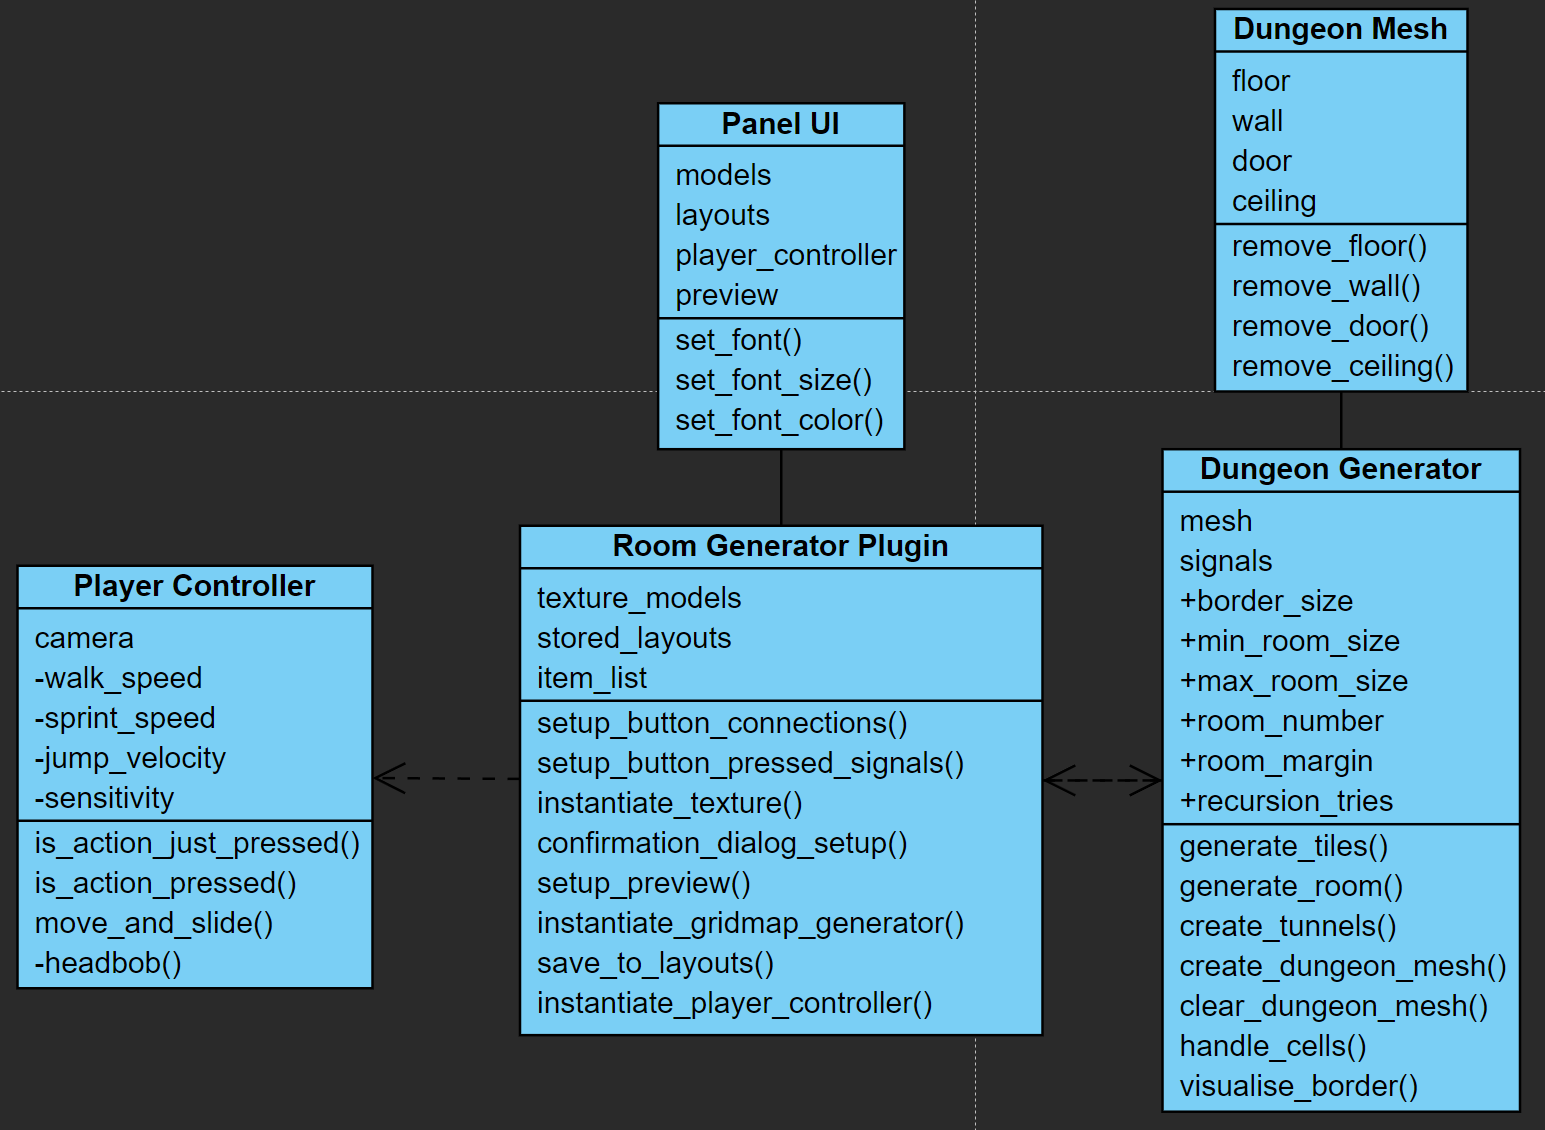 Dungeon Mesh
floor
wall
door
ceiling
remove_floor()
remove_wall()
remove_door()
remove_ceiling()
Panel UI
models
layouts
player_controller
preview
set_font()
set_font_size()
set_font_color()
Player Controller
camera
-walk_speed
-sprint_speed
-jump_velocity
-sensitivity
is_action_just_pressed()
is_action_pressed()
move_and_slide()
-headbob()
Room Generator Plugin
texture_models
stored_layouts
item_list
setup_button_connections()
setup_button_pressed_signals()
instantiate_texture()
confirmation_dialog_setup()
setup_preview()
instantiate_gridmap_generator()
save_to_layouts()
instantiate_player_controller()
Dungeon Generator
mesh
signals
+border_size
+min_room_size
+max_room_size
+room_number
+room_margin
+recursion_tries
generate_tiles()
generate_room()
create_tunnels()
create_dungeon_mesh()
clear_dungeon_mesh()
handle_cells()
visualise_border()